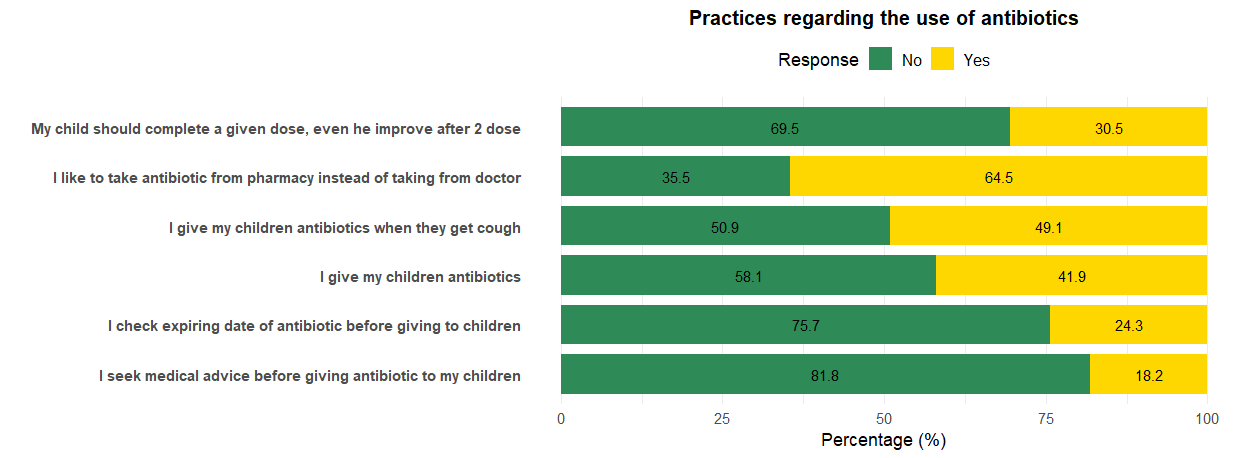 Practices regarding the use of antibiotics
Response No Yes
My child should complete a given dose, even he improve after 2 dose 69.5 30.5
I like to take antibiotic from pharmacy instead of taking from doctor 35.5 64.5
I give my children antibiotics when they get cough 50.9 49.1
I give my children antibiotics 58.1 41.9
I check expiring date of antibiotic before giving to children 75.7 24.3
I seek medical advice before giving antibiotic to my children 81.8 18.2
0 25 50 75 100
Percentage (%)